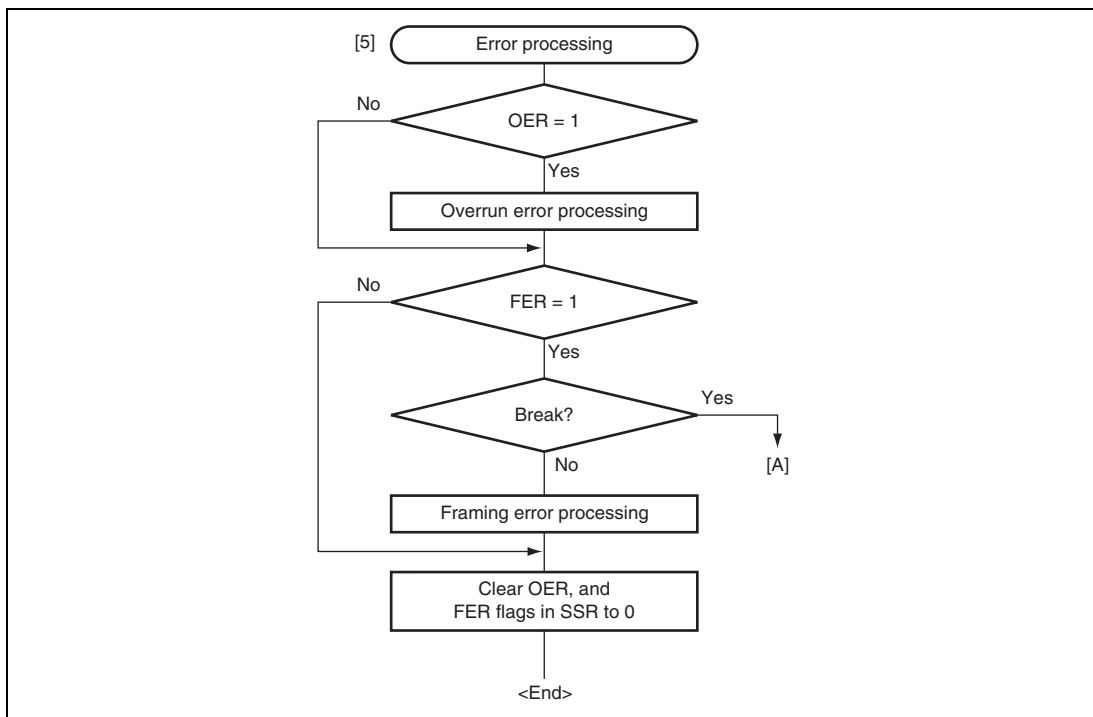 [5]
Error processing
No
OER = 1
Yes
Overrun error processing
No
FER = 1
Yes
Break?
Yes
No
[A]
Framing error processing
Clear OER, and
FER flags in SSR to 0
<End>